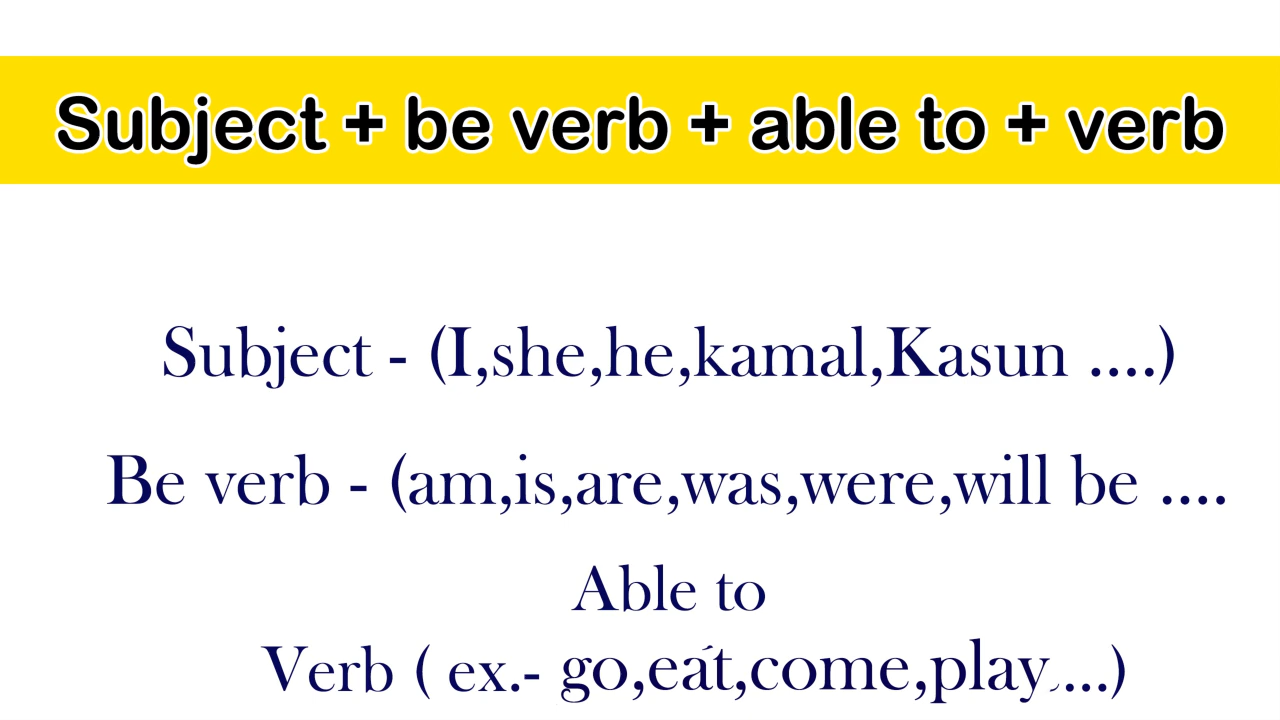 Subject + be verb + able to + verb
Subject - (I,she,he,kamal,Kasun ....)
Be verb - (am,is,are,was,were,will be ....
Able to
Verb ( ex.- go,eat,come,play,...)